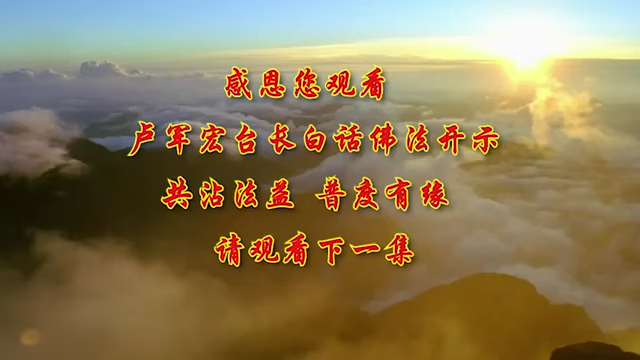 感恩您观看
卢军宏台长白话佛法开示
共沾法益 普度有缘
请观看下一集